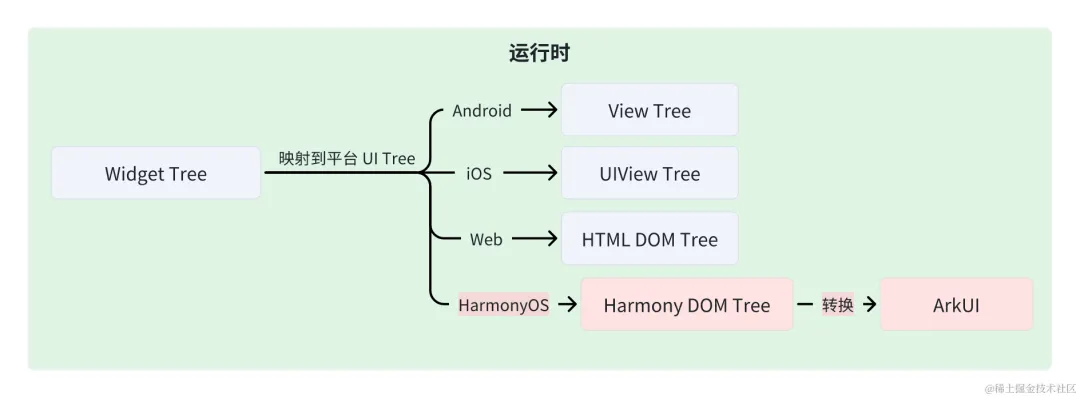 运行时
Android
View Tree
Widget Tree
映射到平台 UI Tree
iOS
UIView Tree
Web
HTML DOM Tree
HarmonyOS
Harmony DOM Tree
转换
ArkUI
@稀土掘金技术社区